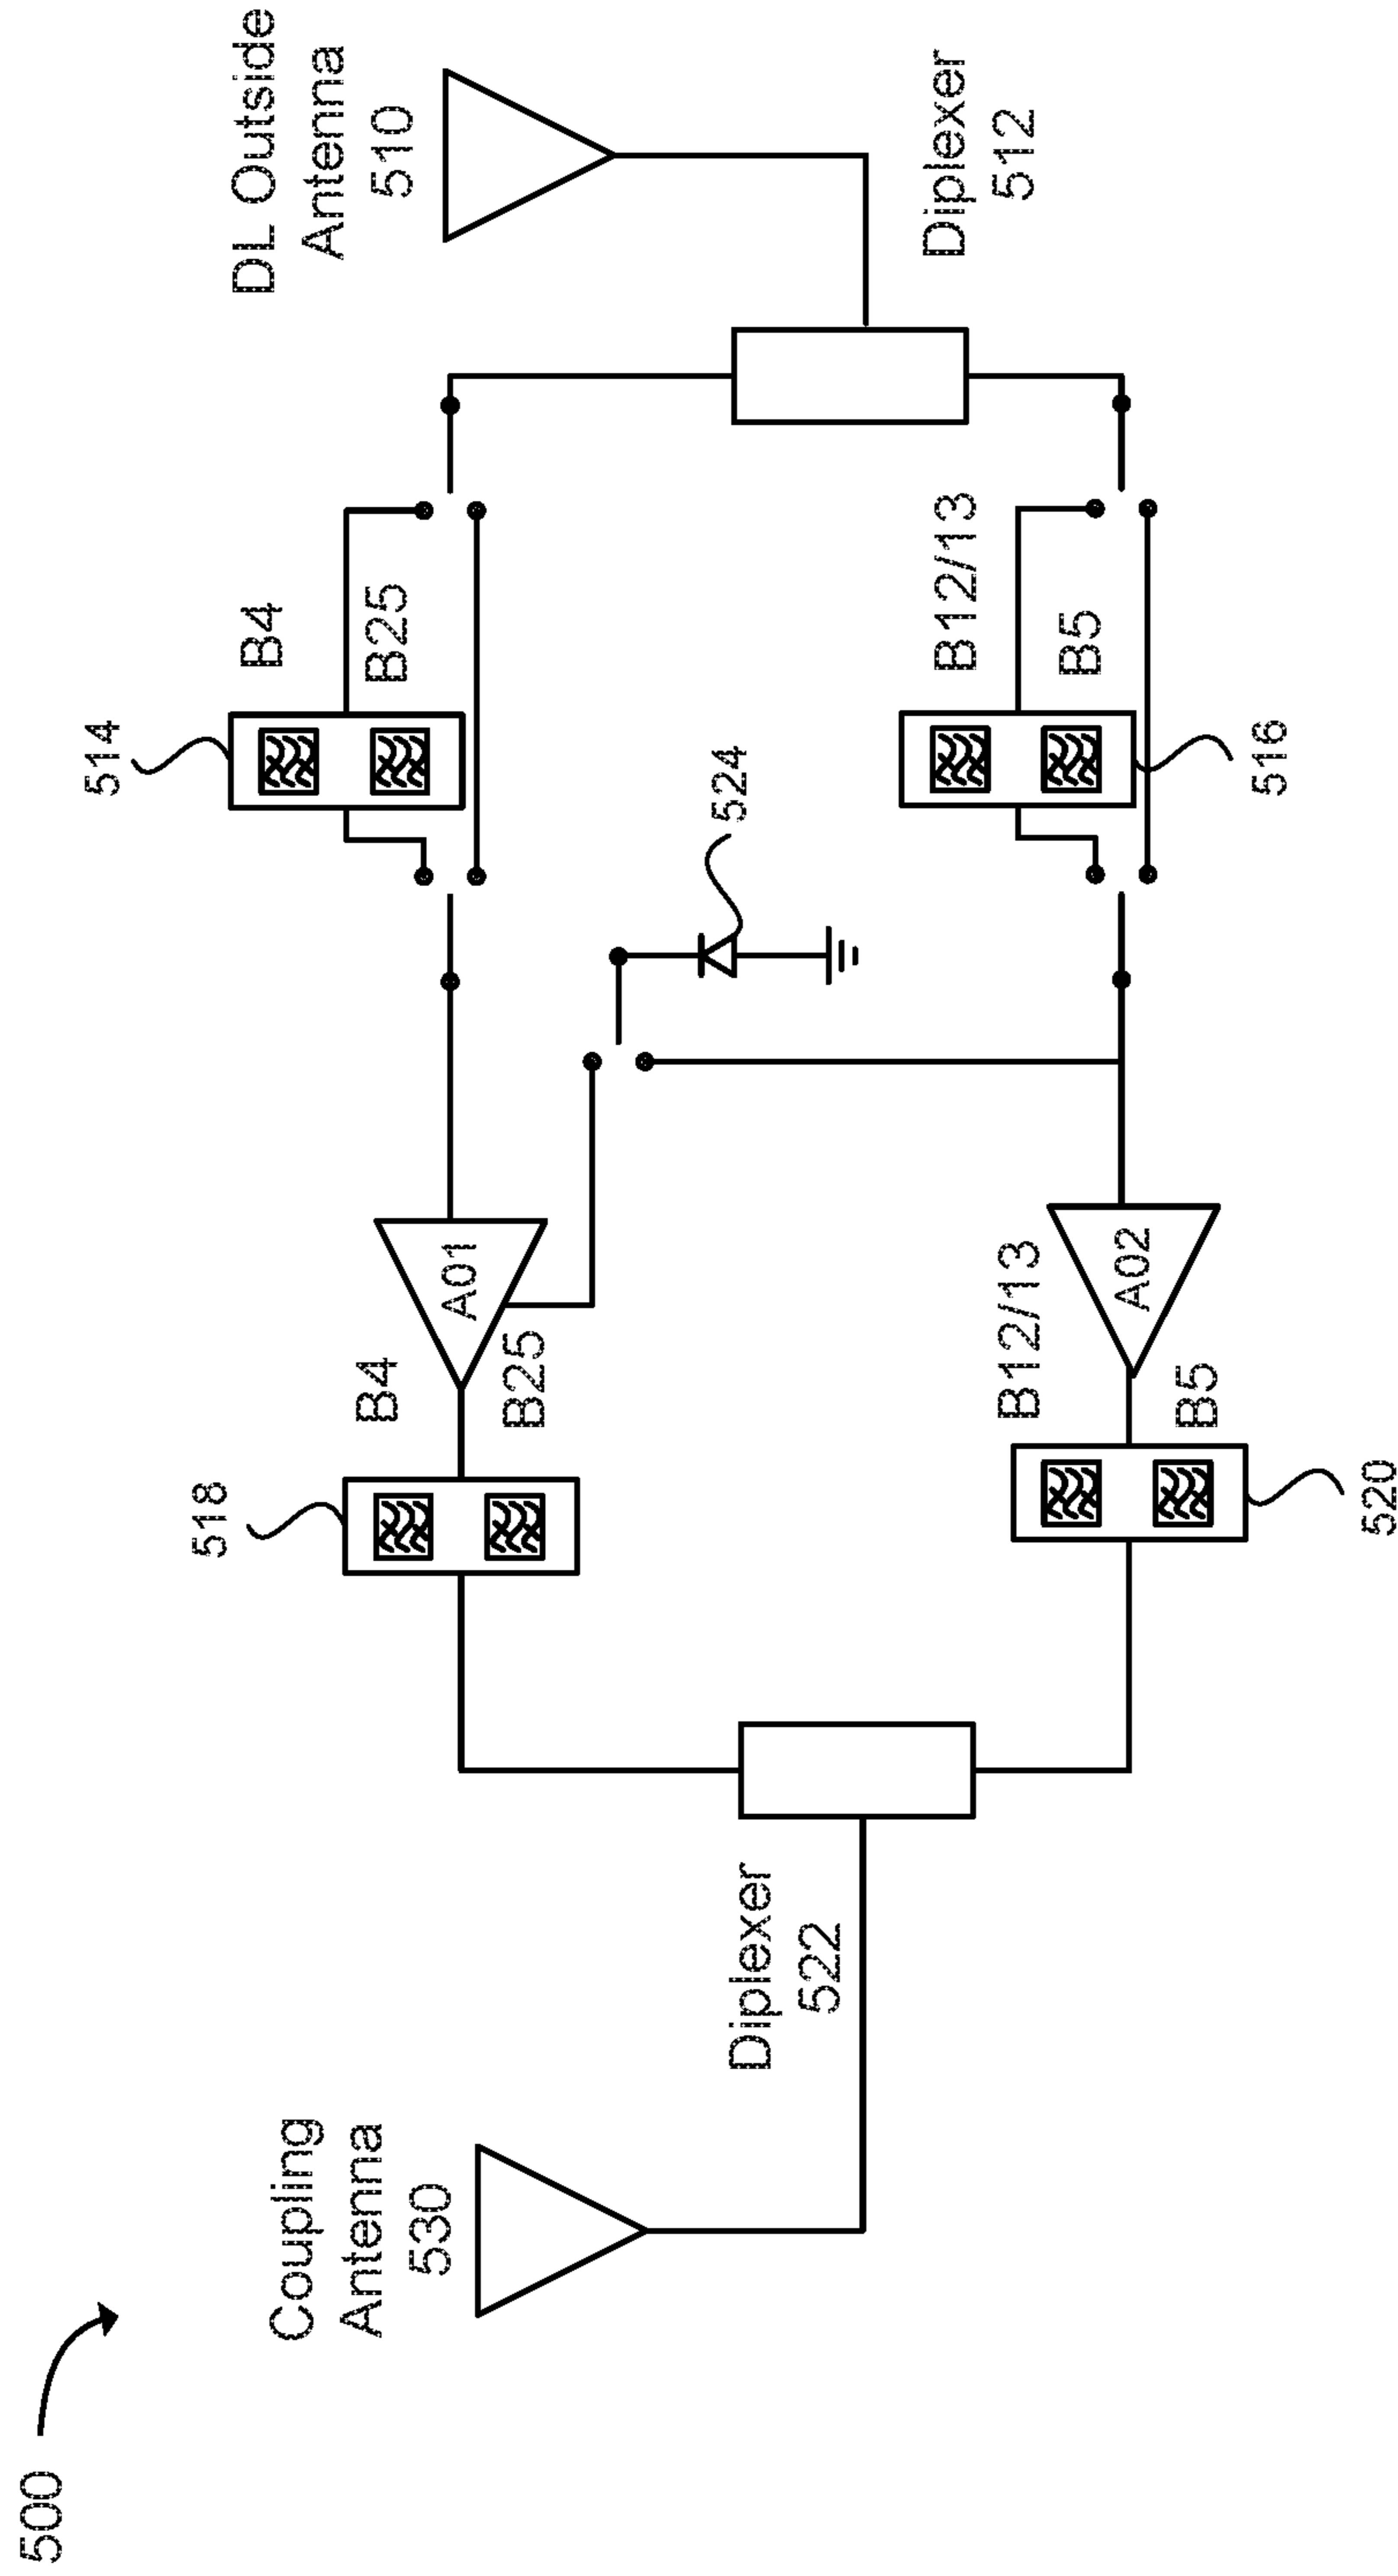 500
Coupling
Antenna
530
Diplexer
522
518
B4
B25
A01
B12/13
A02
B5
520
524
514
B4
B25
B12/13
B5
516
DL Outside
Antenna
510
Diplexer
512